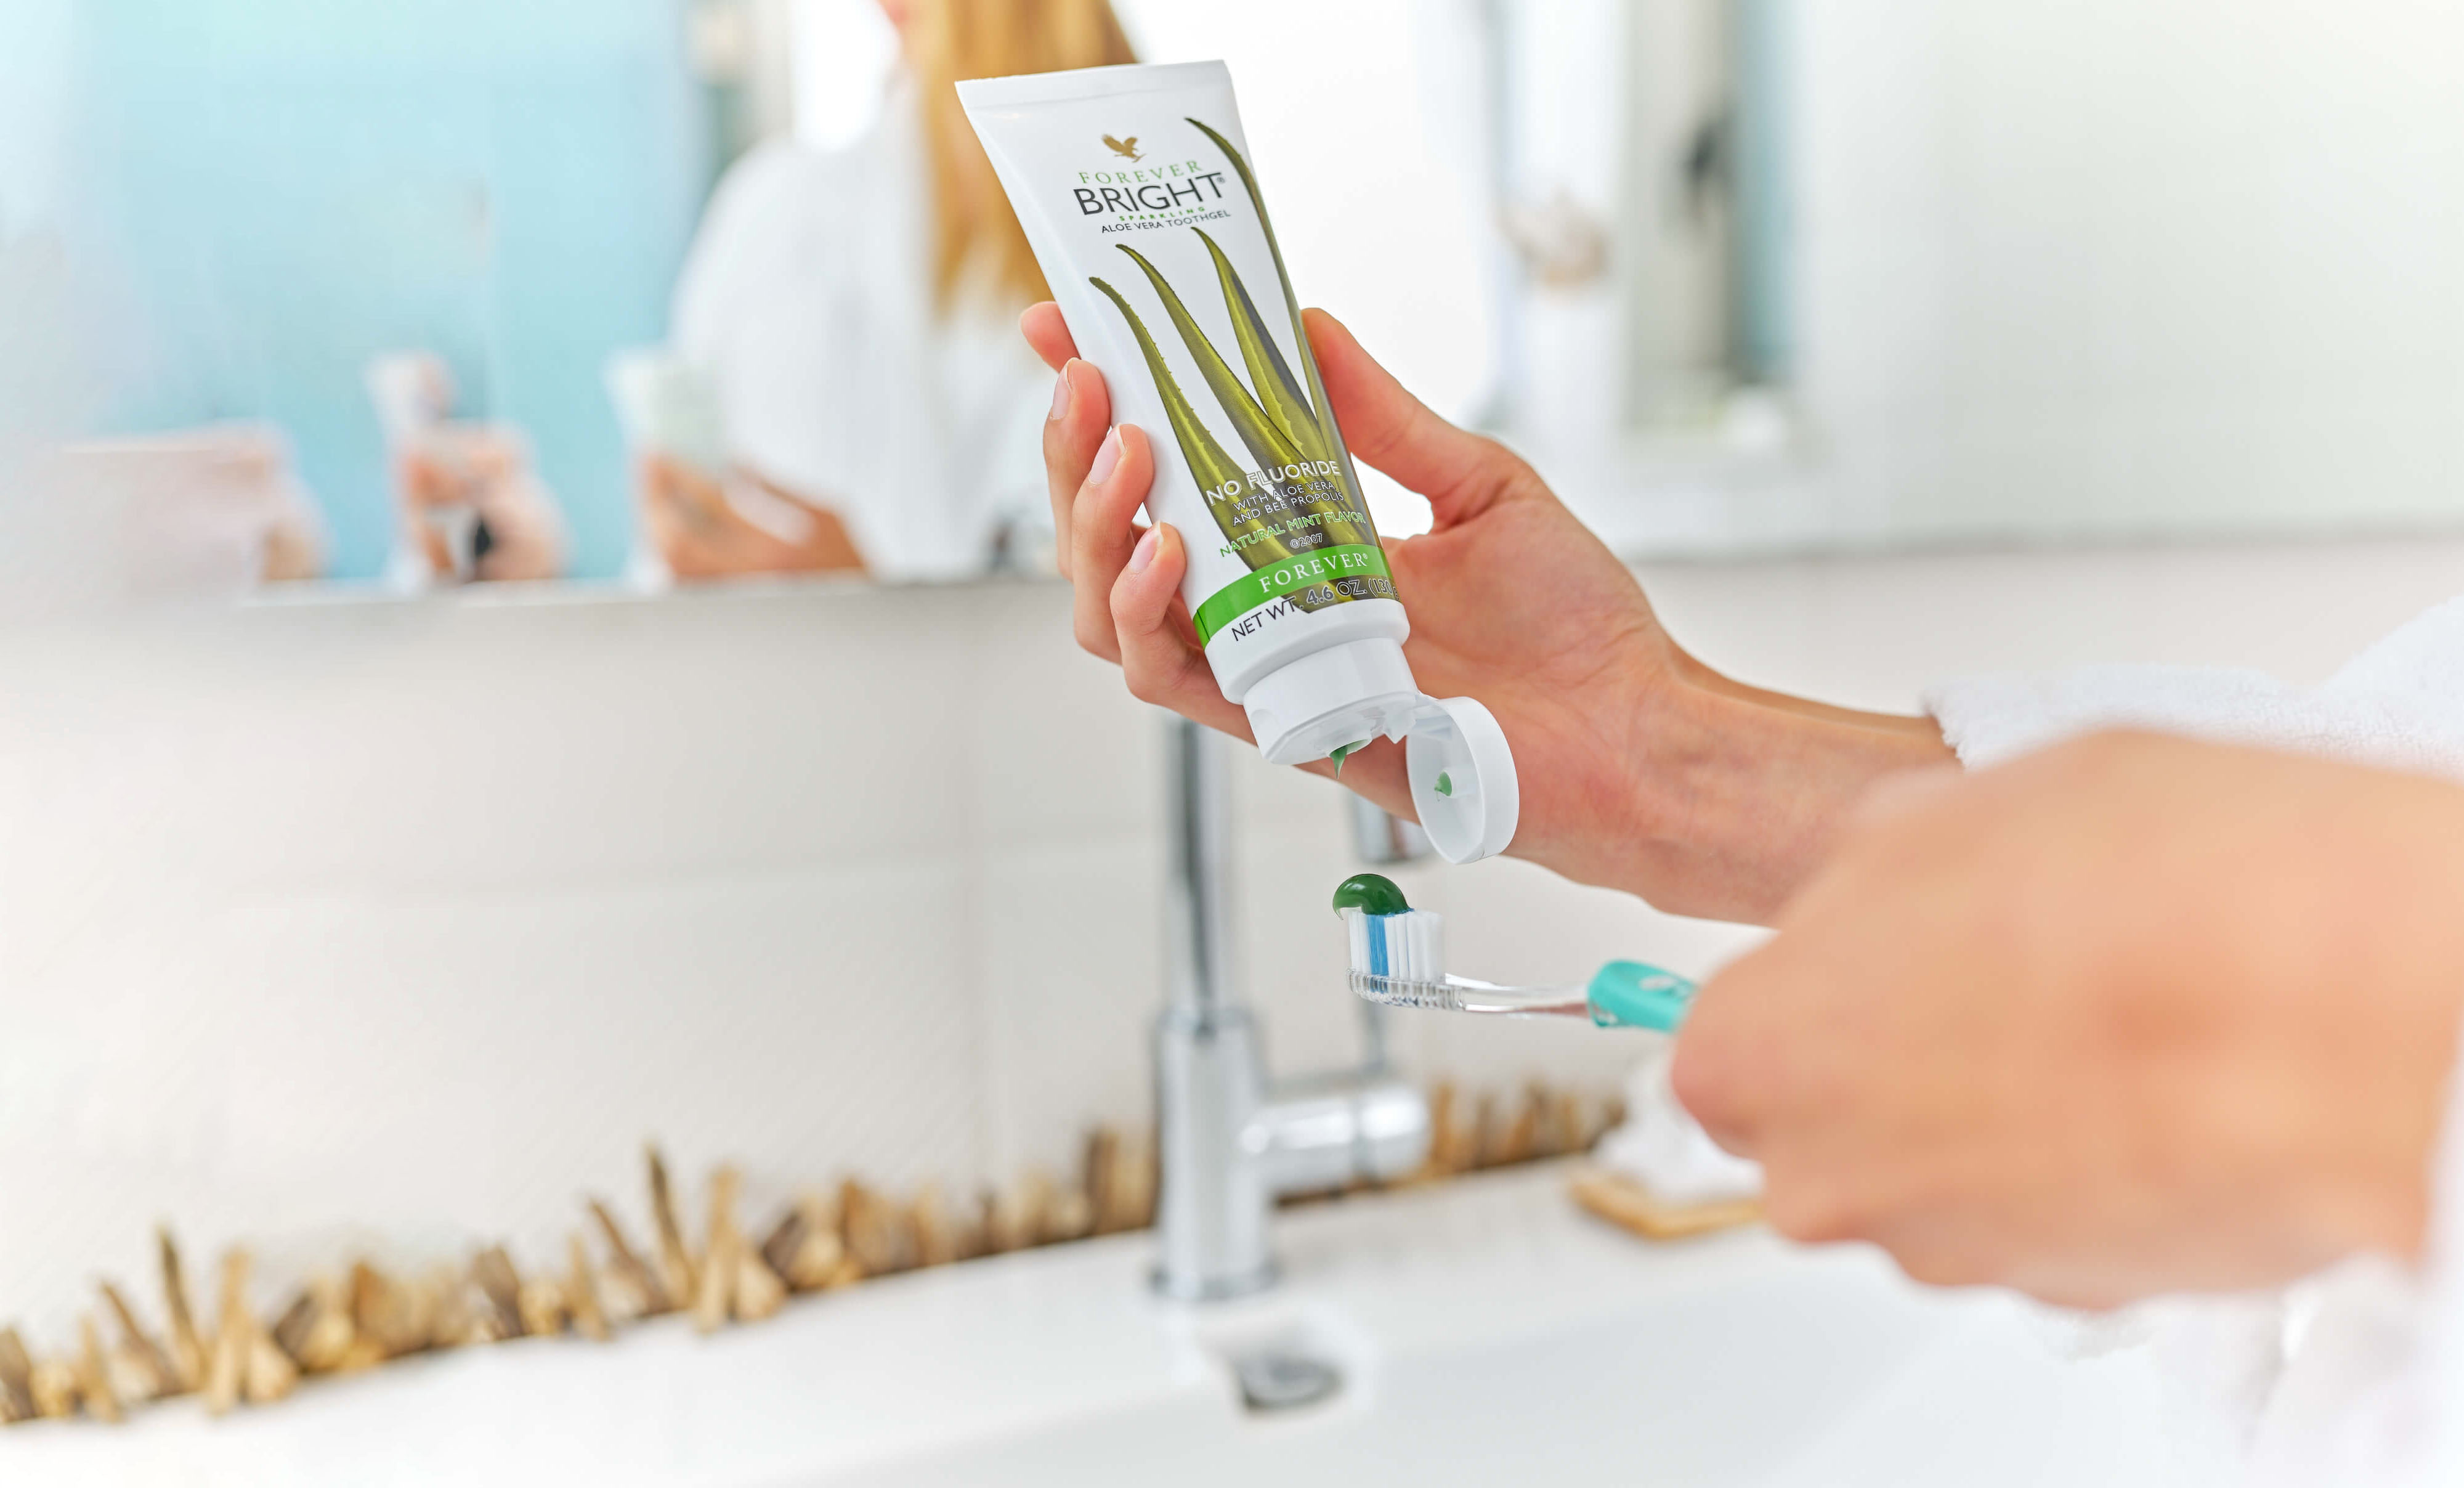 FOREVER
BRIGHT®
SPARKLING
ALOE VERA TOOTHGEL
NO FLUORIDE
WITH ALOE VERA
AND BEE PROPOLIS
NATURAL MINT FLAVOR
©2007
FOREVER®
NET WT. 4.6 OZ.